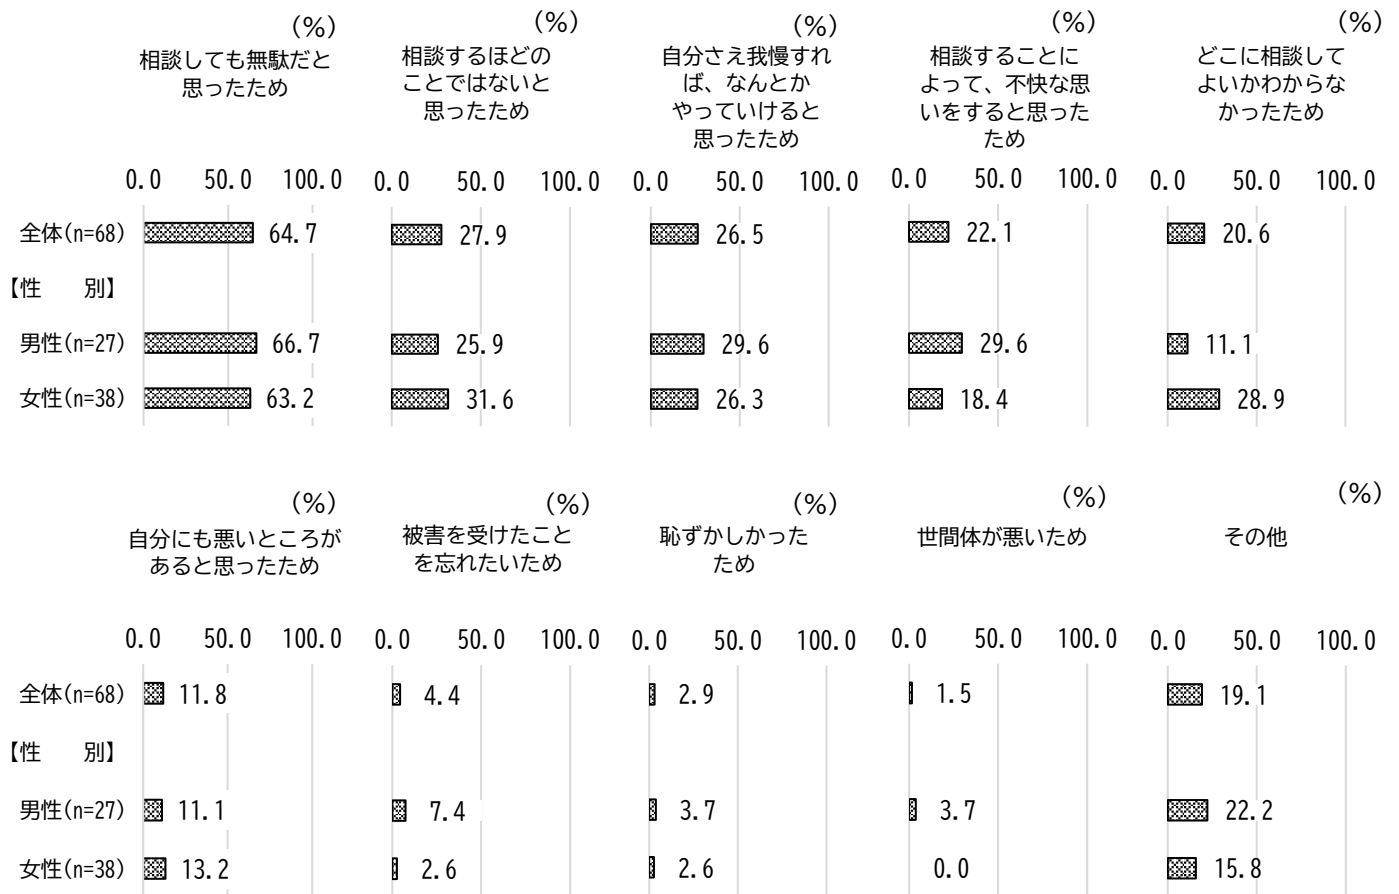 (%) (%) (%) (%) (%)
相談しても無駄だと
思ったため
相談するほどの
ことではないと
思ったため
自分さえ我慢すれ
ば、なんとか
やっていけると
思ったため
相談することに
よって、不快な思
いをすると思った
ため
どこに相談して
よいかわからな
かったため
0.0 50.0 100.0 0.0 50.0 100.0 0.0 50.0 100.0 0.0 50.0 100.0 0.0 50.0 100.0
全体(n=68) 64.7 27.9 26.5 22.1 20.6
【性　別】
男性(n=27) 66.7 25.9 29.6 29.6 11.1
女性(n=38) 63.2 31.6 26.3 18.4 28.9
(%) (%) (%) (%) (%)
自分にも悪いところが
あると思ったため
被害を受けたこと
を忘れたいため
恥ずかしかった
ため
世間体が悪いため
その他
0.0 50.0 100.0 0.0 50.0 100.0 0.0 50.0 100.0 0.0 50.0 100.0 0.0 50.0 100.0
全体(n=68) 11.8 4.4 2.9 1.5 19.1
【性　別】
男性(n=27) 11.1 7.4 3.7 3.7 22.2
女性(n=38) 13.2 2.6 2.6 0.0 15.8